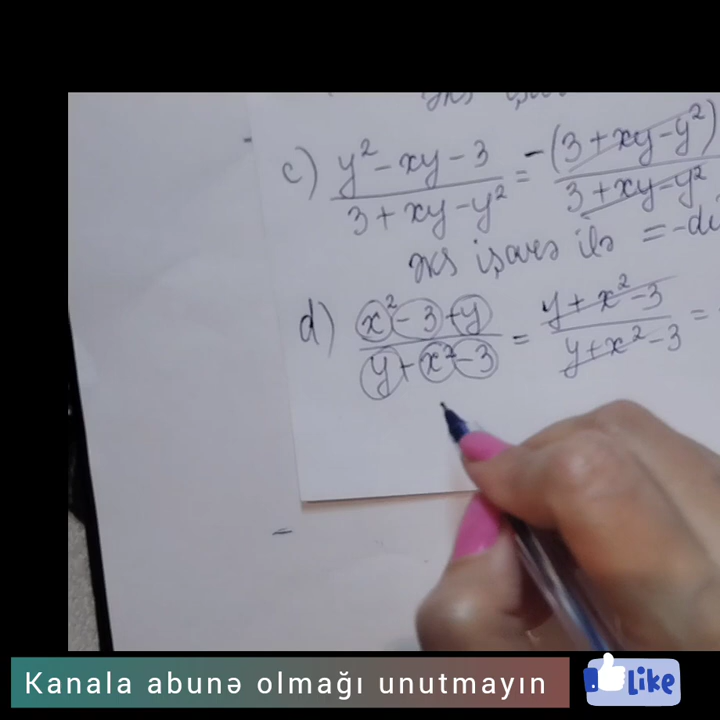 c) y² - xy - 3 / 3 + xy - y² = -(3 + xy - y²) / 3 + xy - y²
əks işarə ilə = -
d) x² - 3 + y / y + x² - 3 = y + x² - 3 / y + x² - 3 =
Kanala abunə olmağı unutmayın
Like